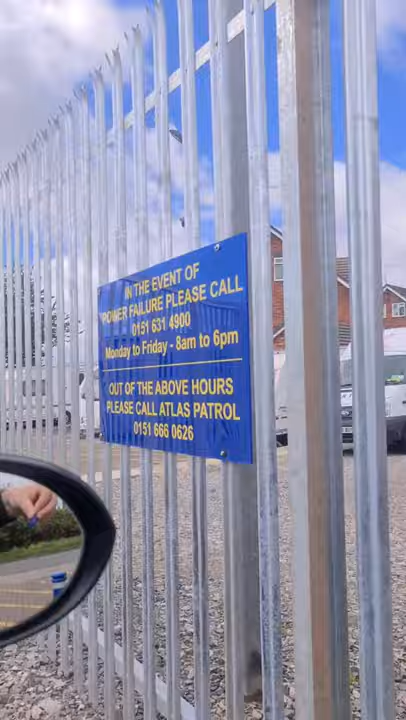 IN THE EVENT OF
POWER FAILURE PLEASE CALL
0151 631 4900
Monday to Friday - 8am to 6pm
OUT OF THE ABOVE HOURS
PLEASE CALL ATLAS PATROL
0151 666 0626